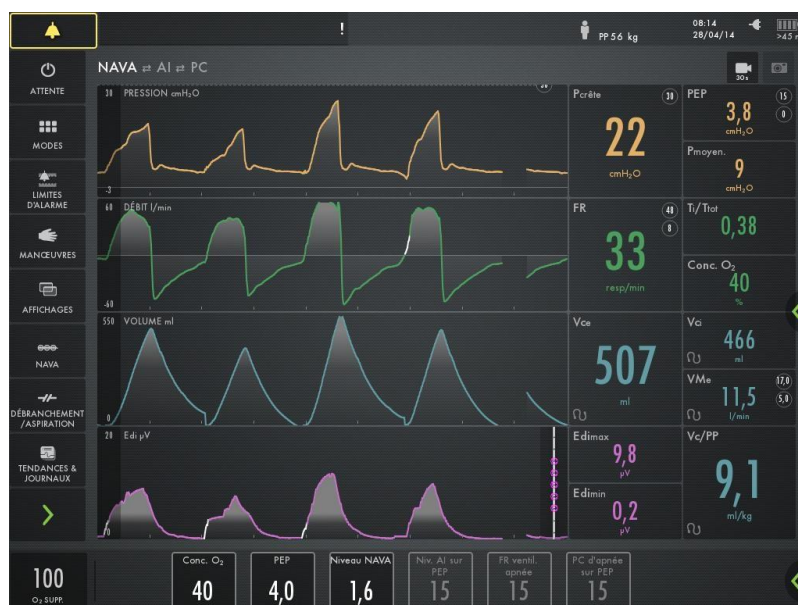 !
PP 56 kg
08:14
28/04/14
>45
ATTENTE
MODES
LIMITES
D'ALARME
MANŒUVRES
AFFICHAGES
NAVA
DÉBRANCHEMENT
/ASPIRATION
TENDANCES &
JOURNAUX
100
O₂ SUPP.
NAVA ⇄ AI ⇄ PC
30 s
30 PRESSION cmH₂O
-3
60 DÉBIT l/min
-60
550 VOLUME ml
0
20 Edi µV
0
Pcrête 30
22
cmH₂O
PEP 15
3,8 0
cmH₂O
Pmoyen.
9
cmH₂O
FR 40
8
33
resp/min
Ti/Ttot
0,38
Conc. O₂
40
%
Vce
507
ml
Vci
466
ml
VMe 17,0
11,5 5,0
l/min
Edimax
9,8
µV
Edimin
0,2
µV
Vc/PP
9,1
ml/kg
Conc. O₂
40
PEP
4,0
Niveau NAVA
1,6
Niv. AI sur
PEP
15
FR ventil.
apnée
15
PC d'apnée
sur PEP
15